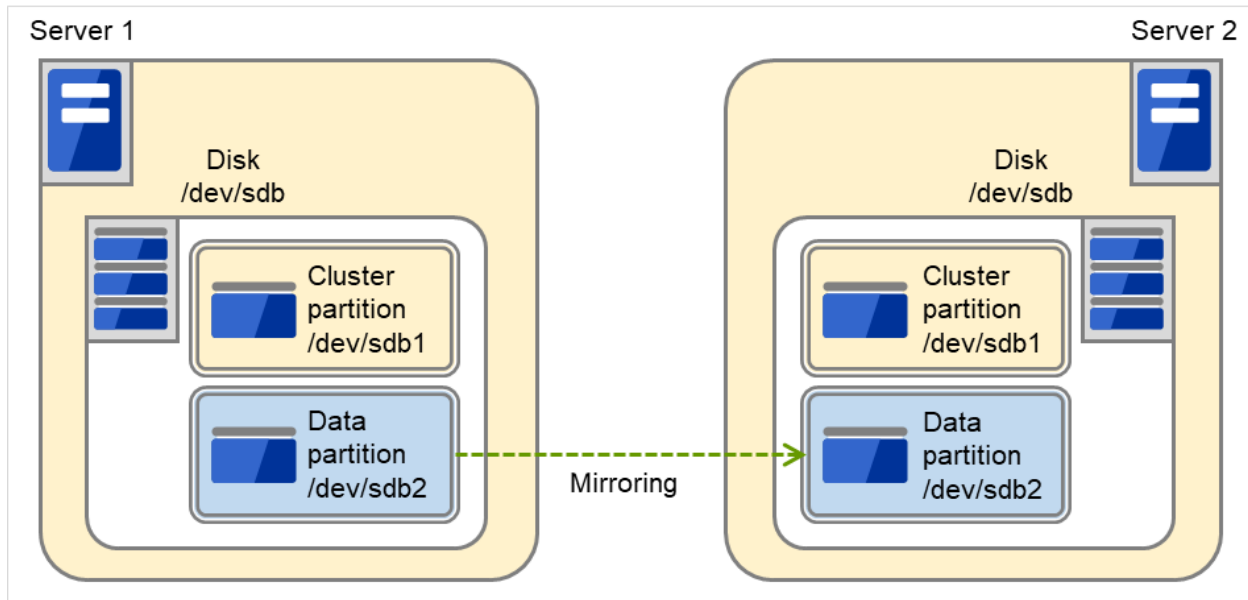 Server 1
Server 2
Disk
/dev/sdb
Disk
/dev/sdb
Cluster
partition
/dev/sdb1
Cluster
partition
/dev/sdb1
Data
partition
/dev/sdb2
Mirroring
Data
partition
/dev/sdb2